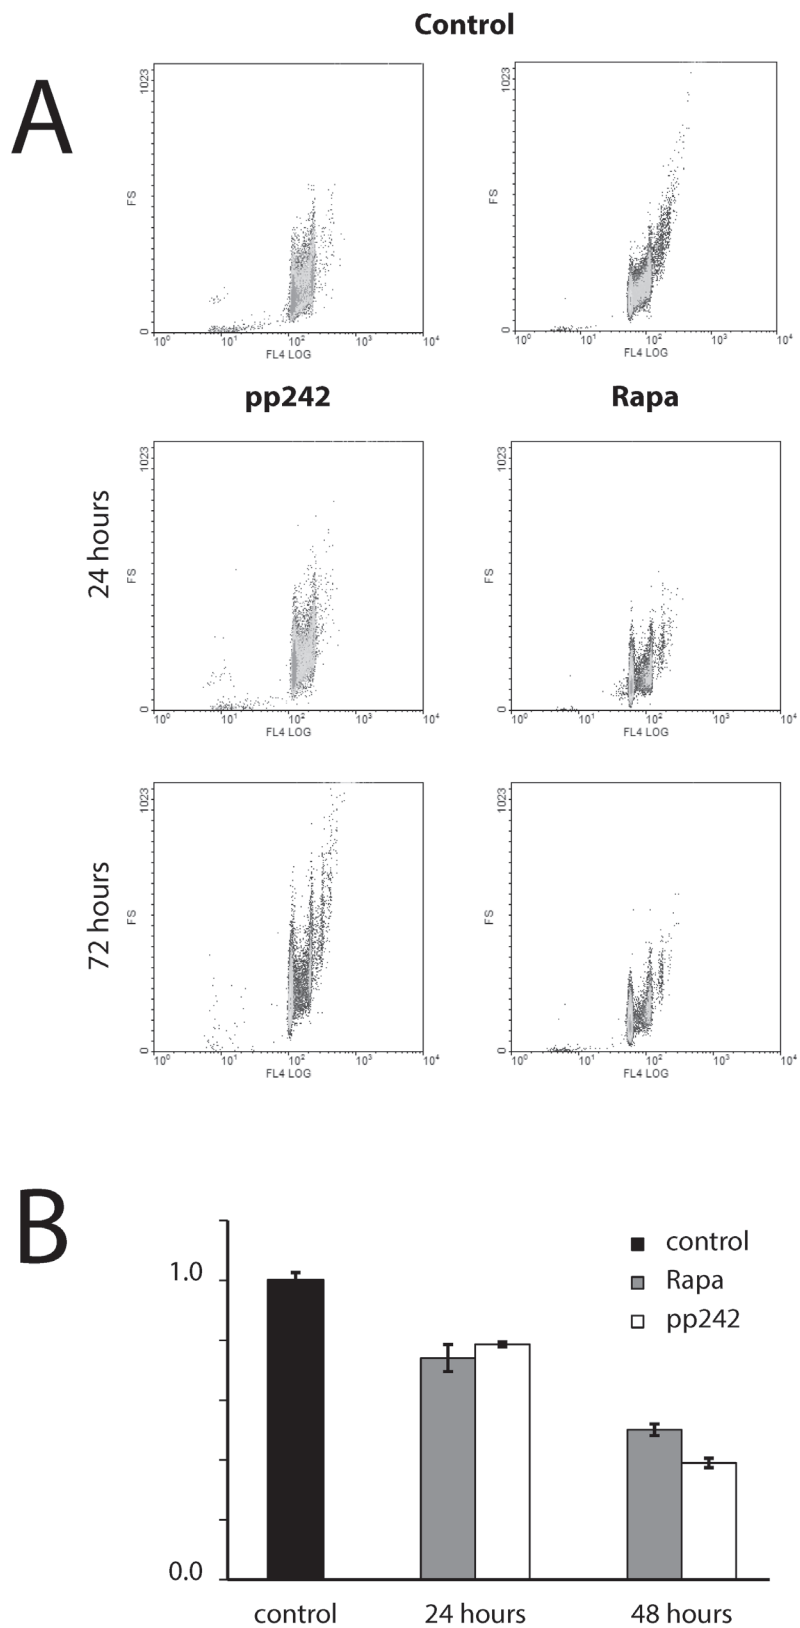 Control
A
1023 1023
FS FS
0 0
10⁰ 10¹ 10² 10³ 10⁴ 10⁰ 10¹ 10² 10³ 10⁴
FL4 LOG FL4 LOG
pp242 Rapa
24 hours
1023 1023
FS FS
0 0
10⁰ 10¹ 10² 10³ 10⁴ 10⁰ 10¹ 10² 10³ 10⁴
FL4 LOG FL4 LOG
72 hours
1023 1023
FS FS
0 0
10⁰ 10¹ 10² 10³ 10⁴ 10⁰ 10¹ 10² 10³ 10⁴
FL4 LOG FL4 LOG
B
control
1.0
Rapa
pp242
0.0
control 24 hours 48 hours